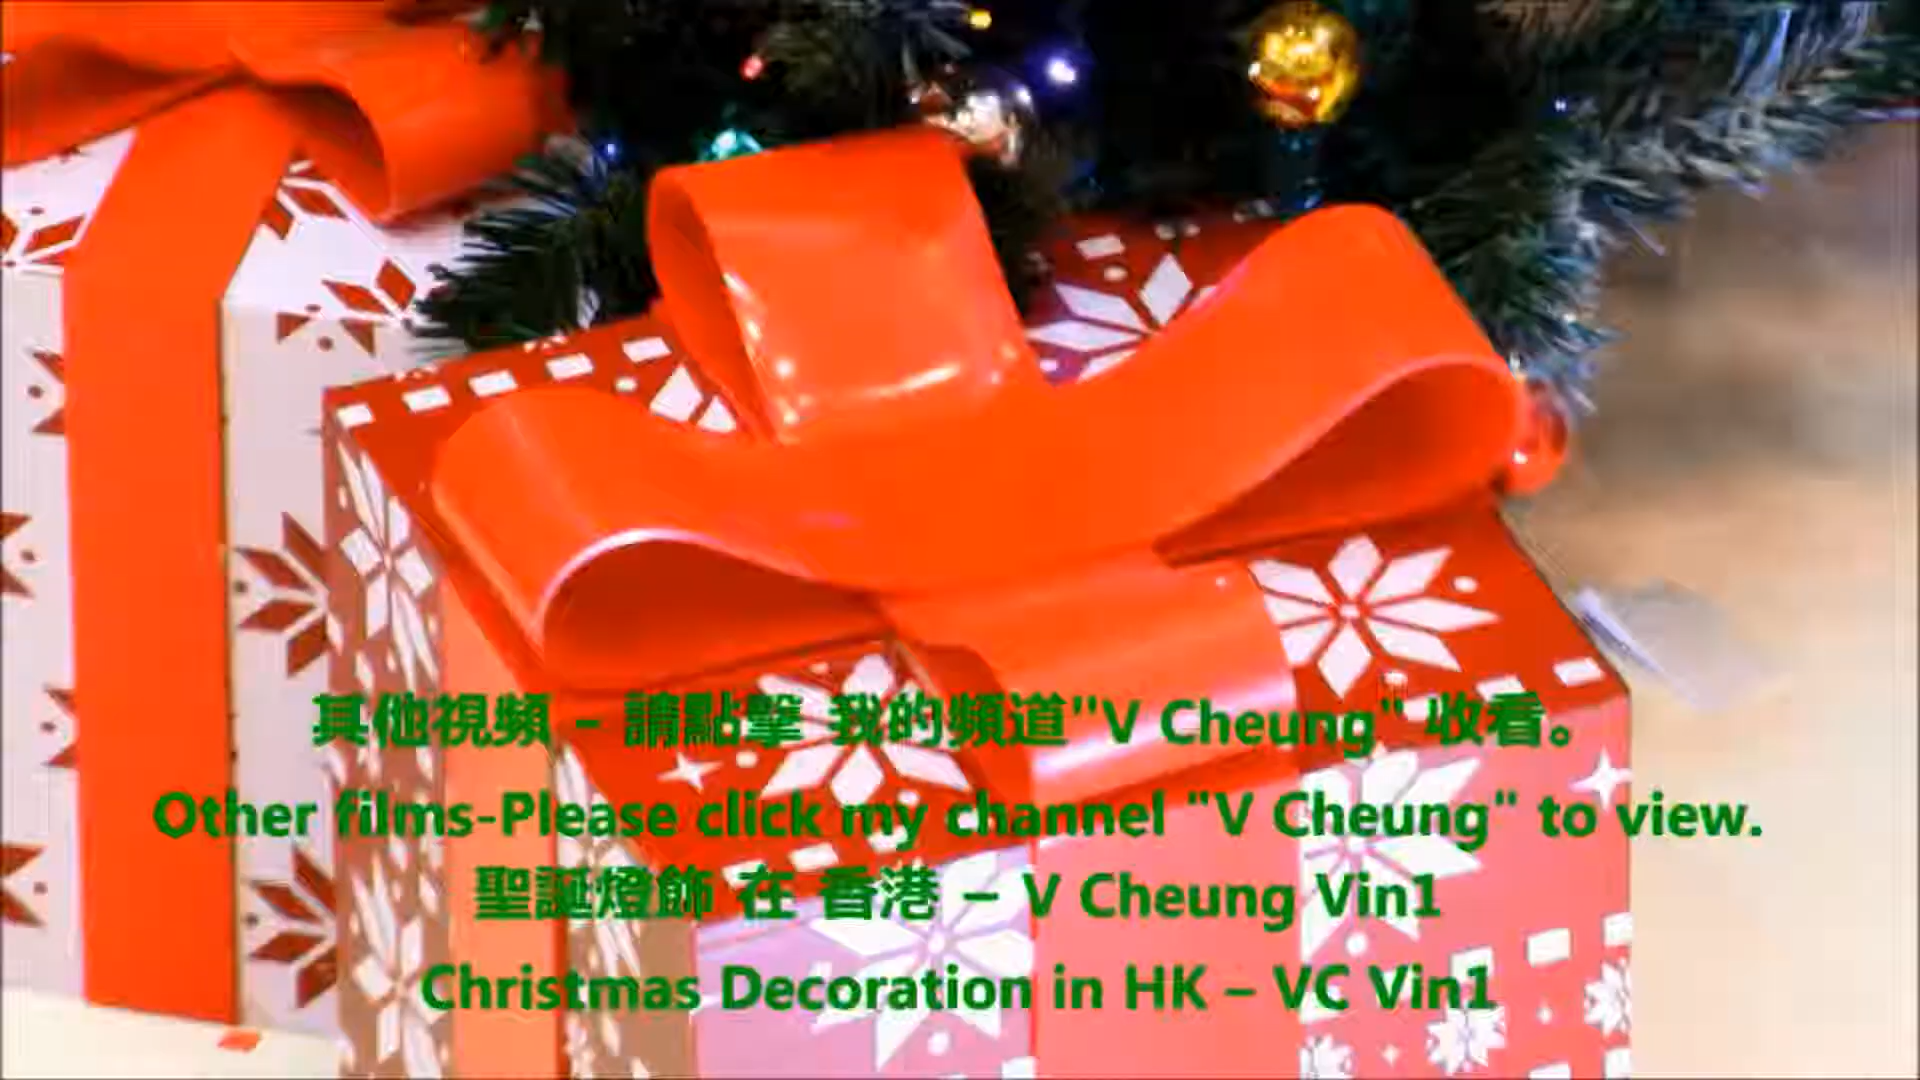 其他視頻 – 請點擊 我的頻道"V Cheung" 收看。
Other films-Please click my channel "V Cheung" to view.
聖誕燈飾 在 香港 – V Cheung Vin1
Christmas Decoration in HK – VC Vin1